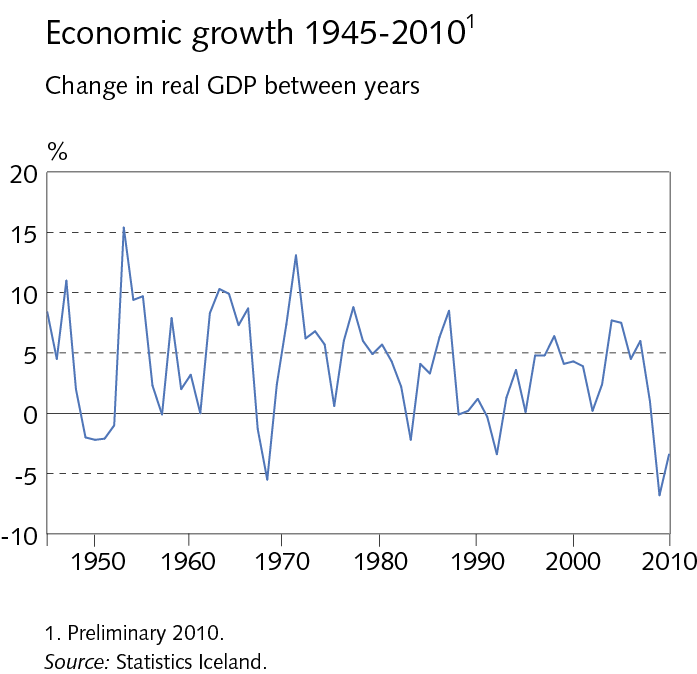 Economic growth 1945-2010¹
Change in real GDP between years
%
20
15
10
5
0
-5
-10
1950 1960 1970 1980 1990 2000 2010
1. Preliminary 2010.
Source: Statistics Iceland.